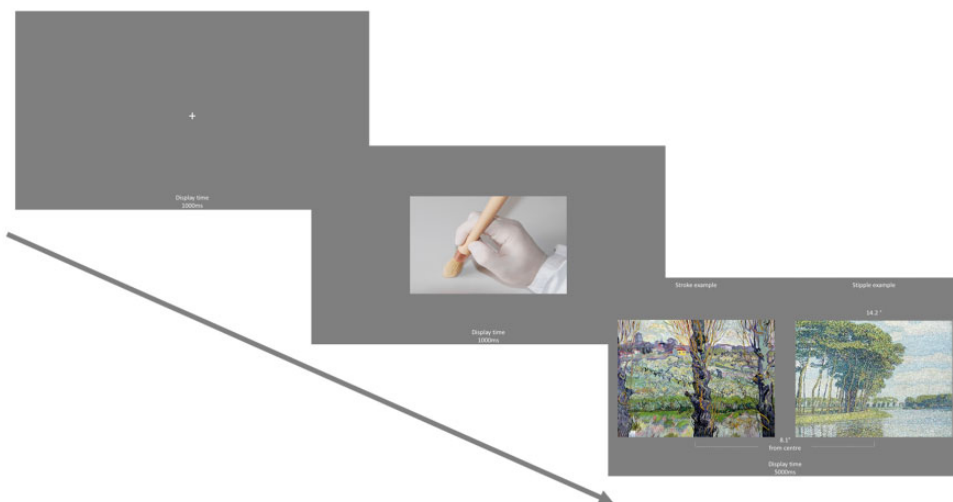 Display time
1000ms
Display time
1000ms
Stroke example
Stipple example
14.2 °
8.1°
from centre
Display time
5000ms